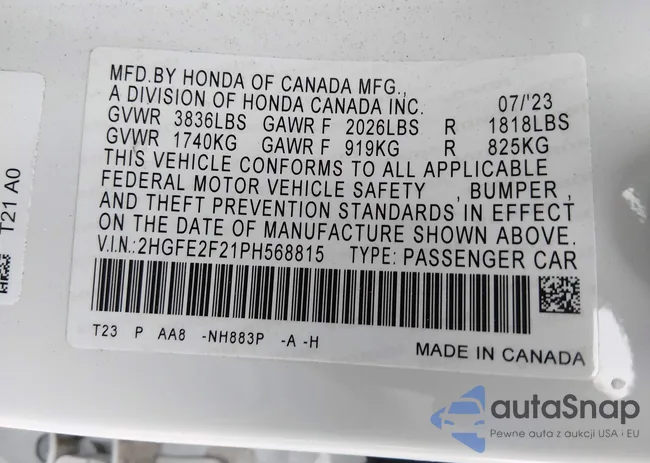 MFD.BY HONDA OF CANADA MFG.,
A DIVISION OF HONDA CANADA INC. 07/'23
GVWR 3836LBS GAWR F 2026LBS R 1818LBS
GVWR 1740KG GAWR F 919KG R 825KG
THIS VEHICLE CONFORMS TO ALL APPLICABLE
FEDERAL MOTOR VEHICLE SAFETY , BUMPER ,
AND THEFT PREVENTION STANDARDS IN EFFECT
ON THE DATE OF MANUFACTURE SHOWN ABOVE.
V.I.N.:2HGFE2F21PH568815 TYPE: PASSENGER CAR
T23 P AA8 -NH883P -A -H
MADE IN CANADA
T21 A0
autaSnap
Pewne auta z aukcji USA i EU